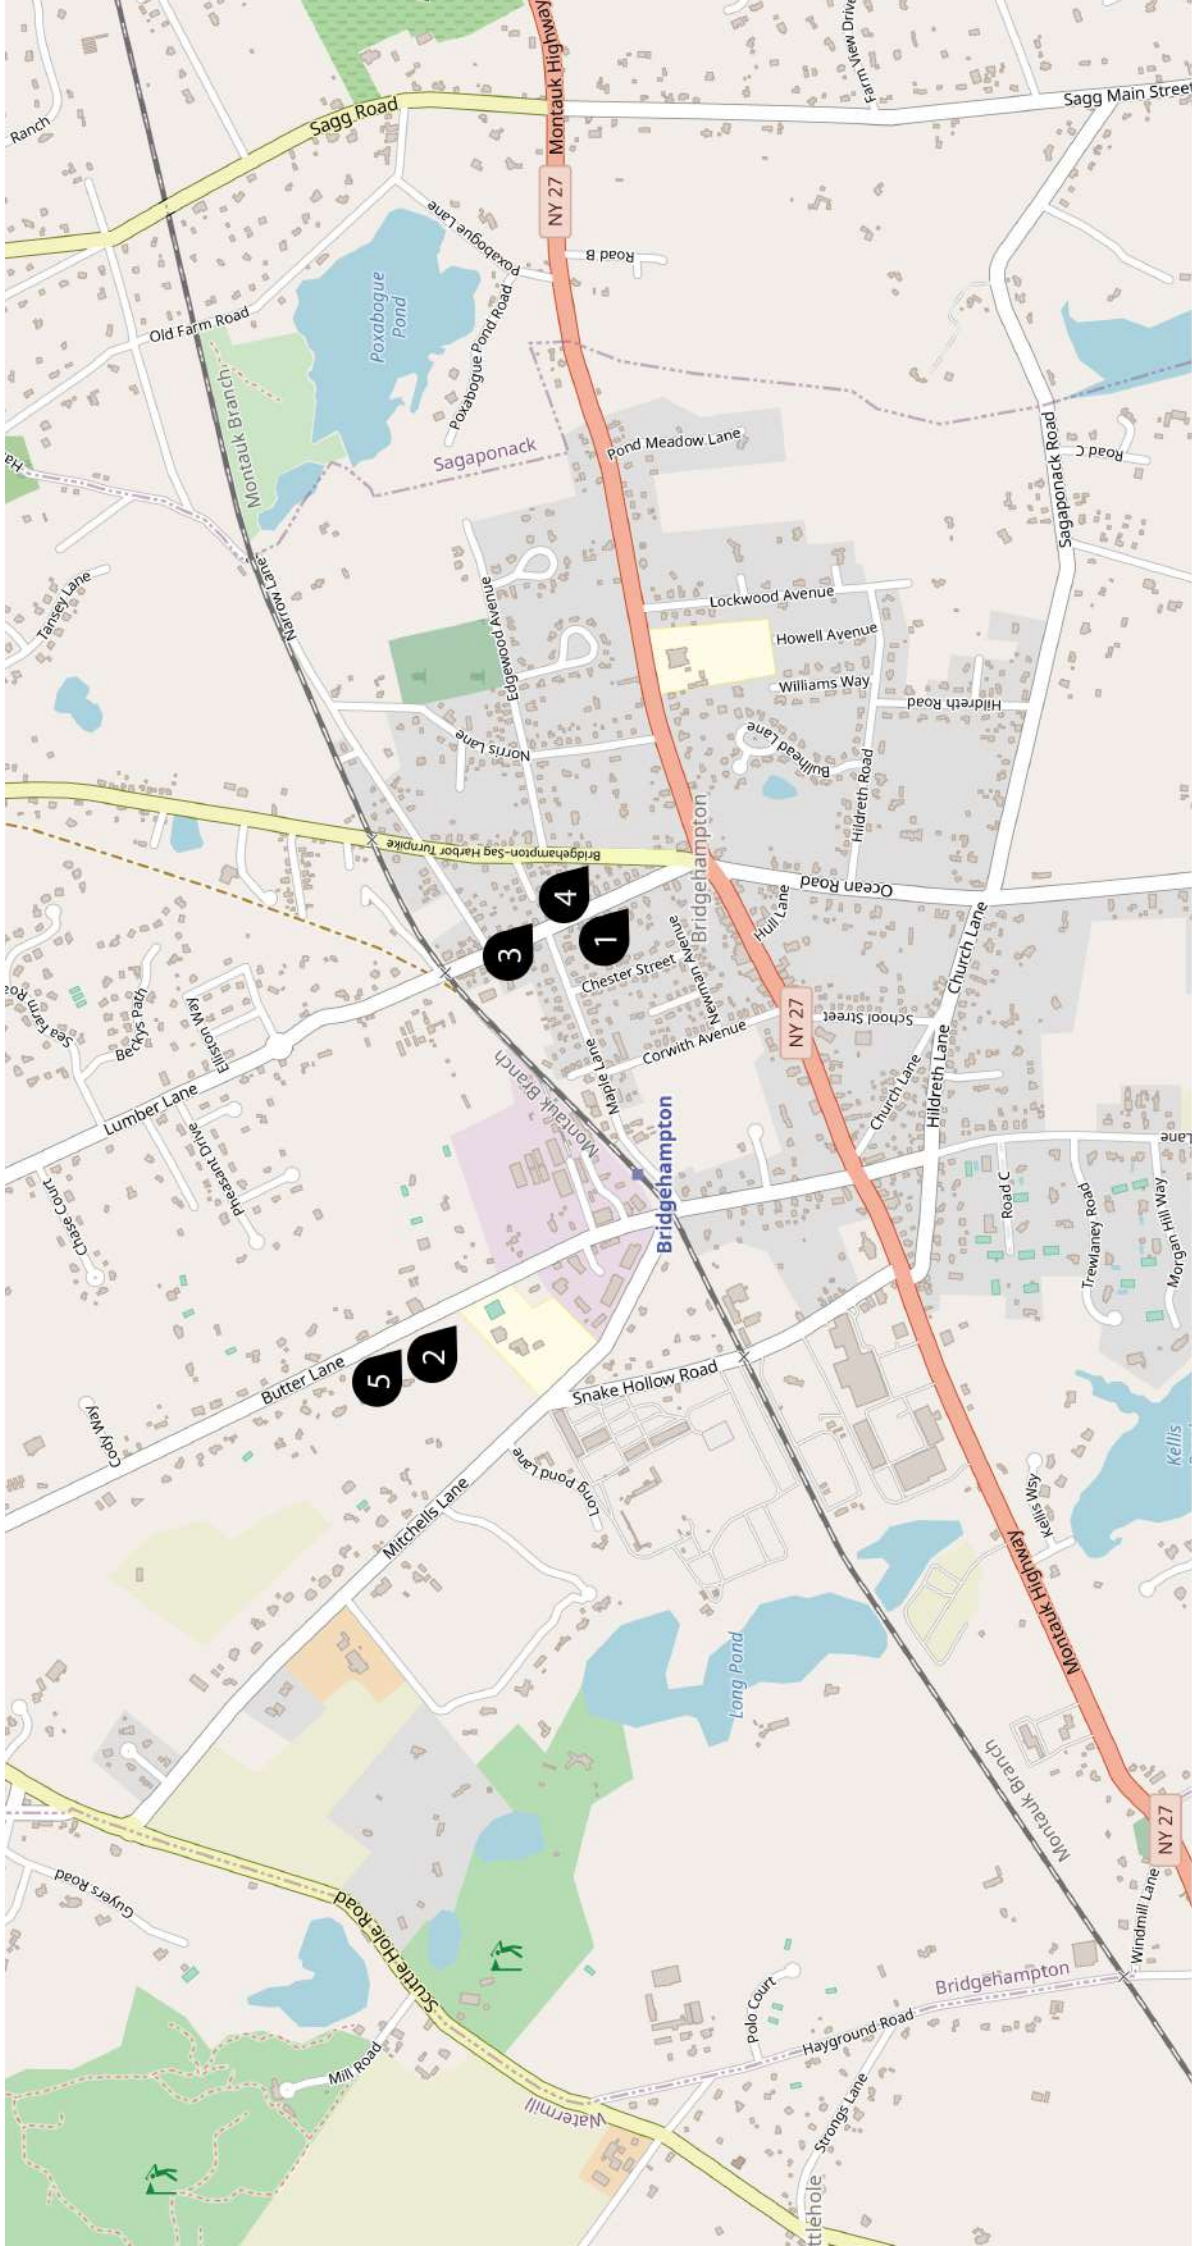 Ranch
Sagg Road
Montauk Highway
Farm View Drive
Sagg Main Street
NY 27
Poxabogue Lane
Road B
Old Farm Road
Poxabogue
Pond
Poxabogue Pond Road
Montauk Branch
Sagaponack
Pond Meadow Lane
Sagaponack Road
Road C
Ha
Tansey Lane
Narrow Lane
Edgewood Avenue
Lockwood Avenue
Howell Avenue
Williams Way
Hildreth Road
Norris Lane
Bullhead Lane
Hildreth Road
Bridgehampton-Sag Harbor Turnpike
Bridgehampton
Ocean Road
Hull Lane
4
3
1
Chester Street
Newman Avenue
Church Lane
Sea Farm Roa
Beckys Path
Elliston Way
Lumber Lane
Pheasant Drive
Chase Court
Montauk Branch
Maple Lane
Corwith Avenue
NY 27
School Street
Church Lane
Hildreth Lane
Bridgehampton
Lane
Road C
Trewlaney Road
Morgan Hill Way
Butter Lane
5
2
Cody Way
Snake Hollow Road
Long Pond Lane
Mitchells Lane
Kellis
Kellis Wsy
Montauk Highway
Long Pond
Montauk Branch
NY 27
Guyers Road
Scuttle Hole Road
Windmill Lane
Bridgehampton
Polo Court
Hayground Road
Mill Road
Watermill
Strongs Lane
ttlehole